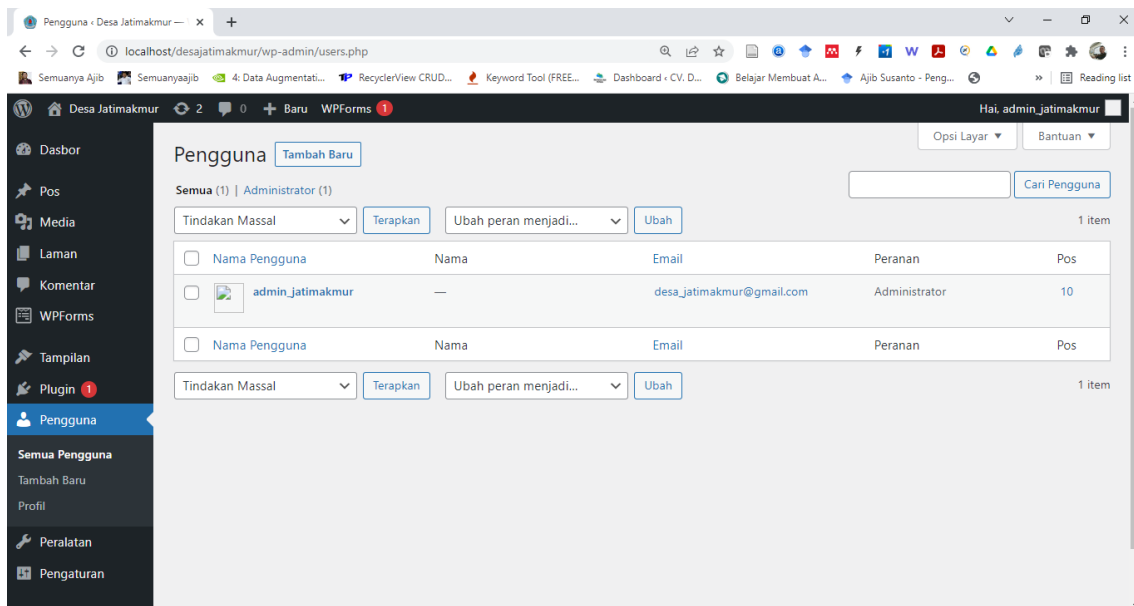 Pengguna ‹ Desa Jatimakmur —
localhost/desajatimakmur/wp-admin/users.php
Semuanya Ajib Semuanyaajib 4: Data Augmentati... RecyclerView CRUD... Keyword Tool (FREE... Dashboard ‹ CV. D... Belajar Membuat A... Ajib Susanto - Peng... » Reading list
Desa Jatimakmur 2 0 + Baru WPForms 1 Hai, admin_jatimakmur
Opsi Layar ▼ Bantuan ▼
Dasbor
Pos
Media
Laman
Komentar
WPForms
Tampilan
Plugin 1
Pengguna
Semua Pengguna
Tambah Baru
Profil
Peralatan
Pengaturan
Pengguna Tambah Baru
Semua (1) | Administrator (1)
Cari Pengguna
Tindakan Massal Terapkan Ubah peran menjadi... Ubah 1 item
Nama Pengguna Nama Email Peranan Pos
admin_jatimakmur — desa_jatimakmur@gmail.com Administrator 10
Nama Pengguna Nama Email Peranan Pos
Tindakan Massal Terapkan Ubah peran menjadi... Ubah 1 item